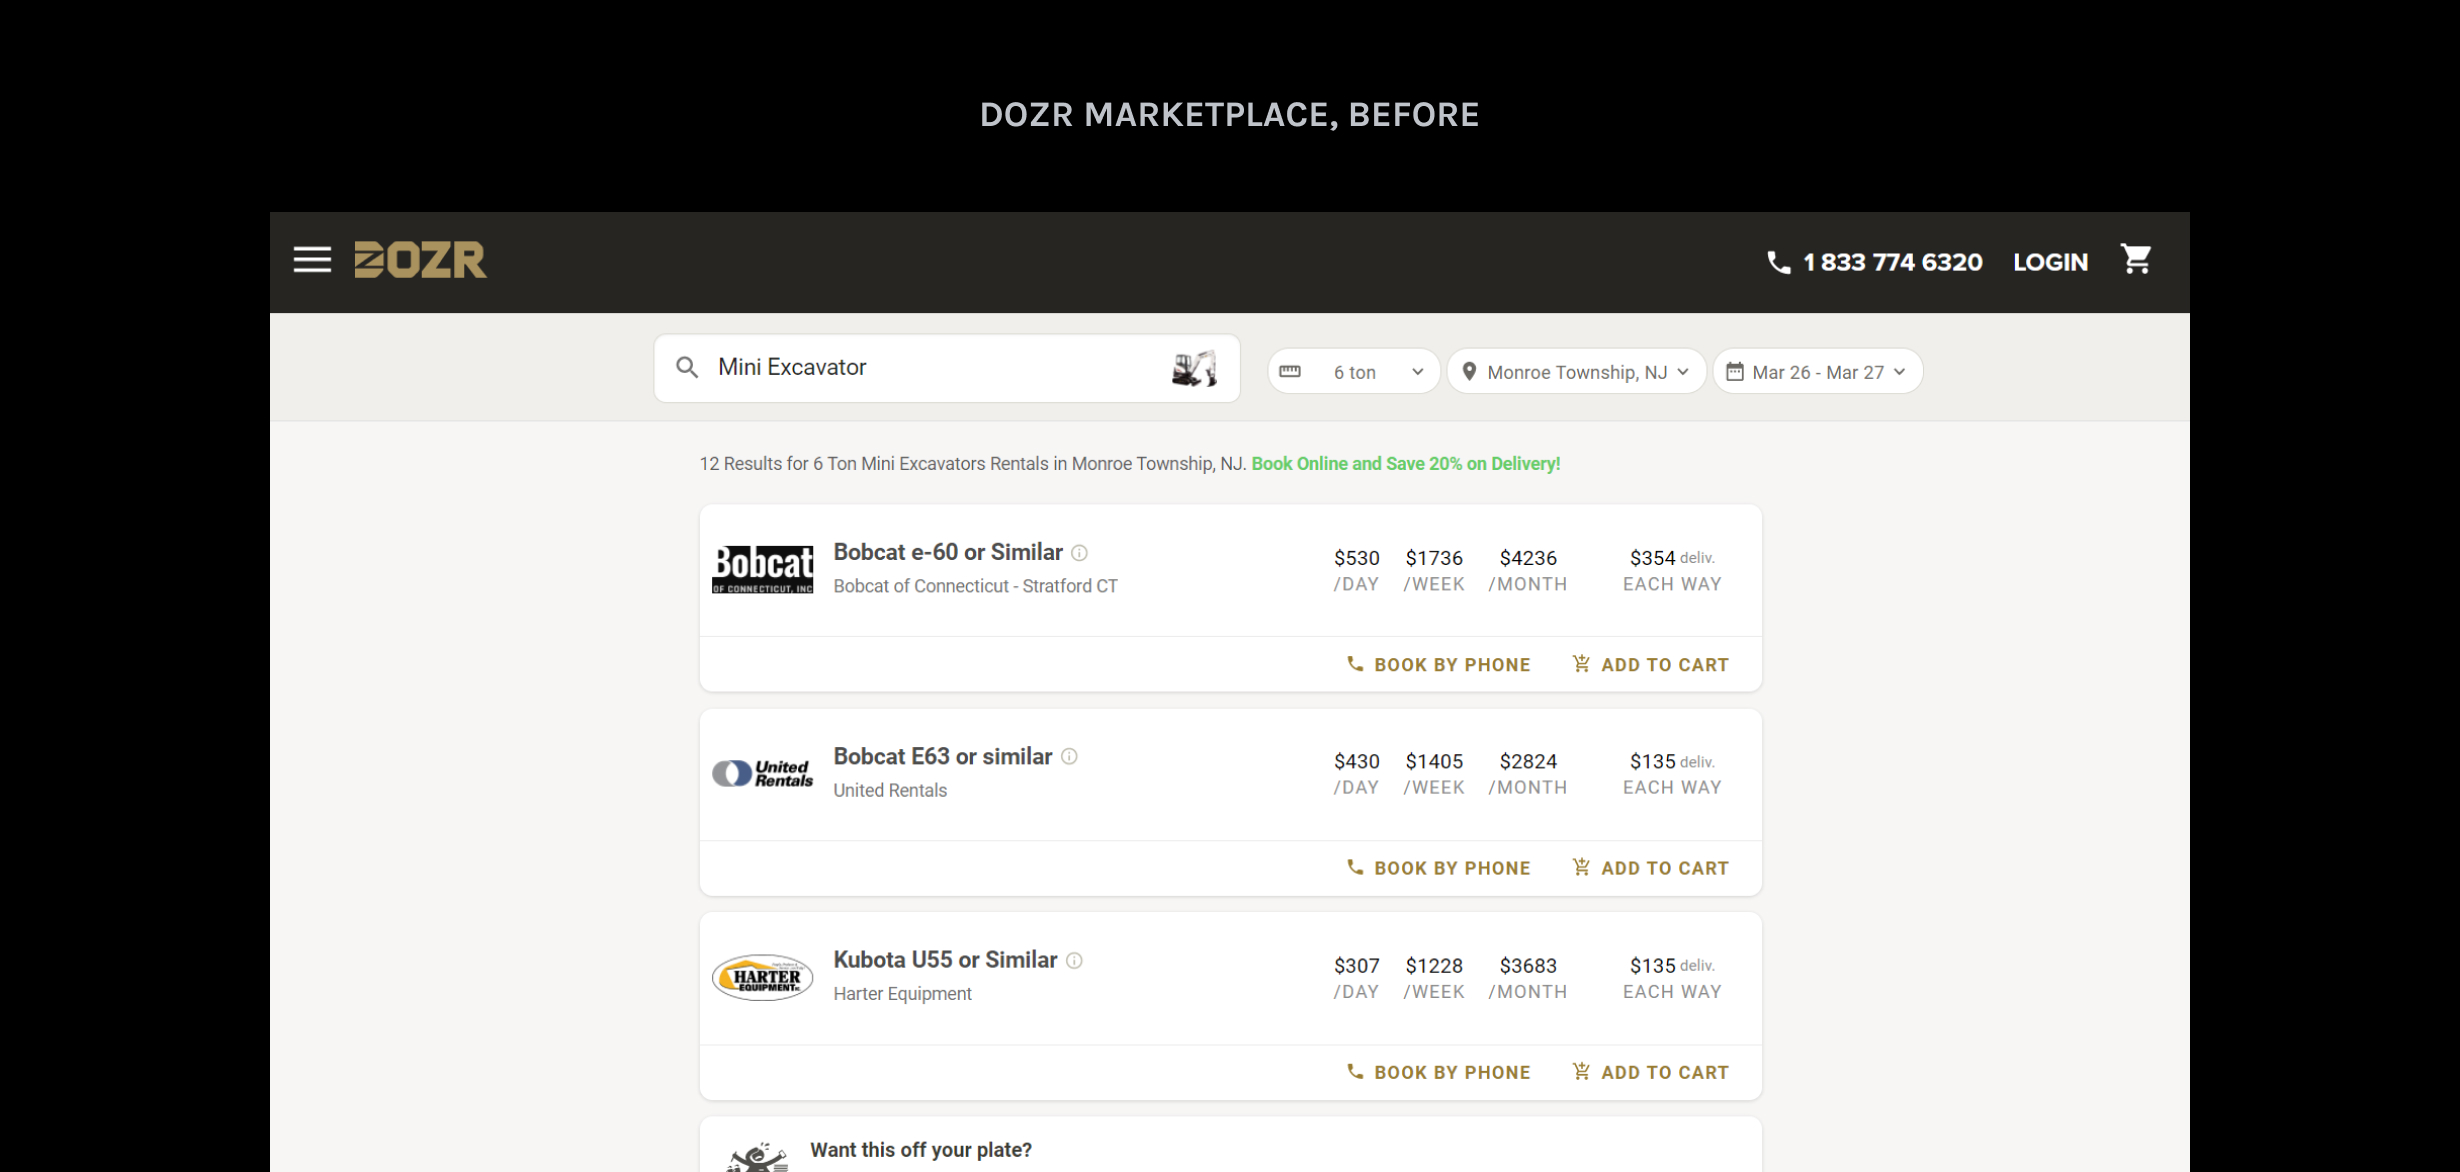 DOZR MARKETPLACE, BEFORE
DOZR
1 833 774 6320
LOGIN
Mini Excavator
6 ton
Monroe Township, NJ
Mar 26 - Mar 27
12 Results for 6 Ton Mini Excavators Rentals in Monroe Township, NJ. Book Online and Save 20% on Delivery!
Bobcat
OF CONNECTICUT, INC
Bobcat e-60 or Similar
Bobcat of Connecticut - Stratford CT
$530 $1736 $4236 $354 deliv.
/DAY /WEEK /MONTH EACH WAY
BOOK BY PHONE ADD TO CART
United
Rentals
Bobcat E63 or similar
United Rentals
$430 $1405 $2824 $135 deliv.
/DAY /WEEK /MONTH EACH WAY
BOOK BY PHONE ADD TO CART
HARTER
EQUIPMENT
Kubota U55 or Similar
Harter Equipment
$307 $1228 $3683 $135 deliv.
/DAY /WEEK /MONTH EACH WAY
BOOK BY PHONE ADD TO CART
Want this off your plate?